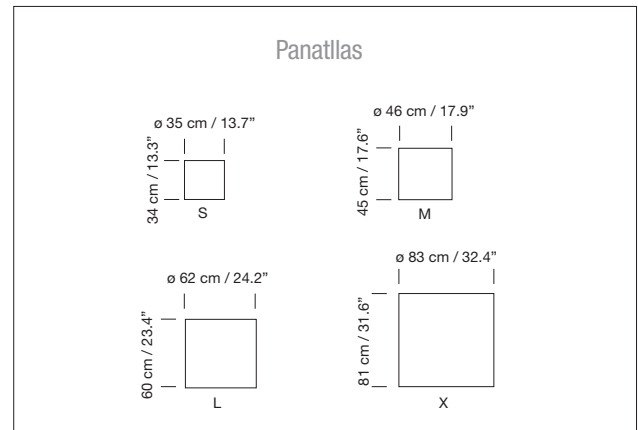 Panatllas
ø 35 cm / 13.7”
34 cm / 13.3”
S
ø 46 cm / 17.9”
45 cm / 17.6”
M
ø 62 cm / 24.2”
60 cm / 23.4”
L
ø 83 cm / 32.4”
81 cm / 31.6”
X